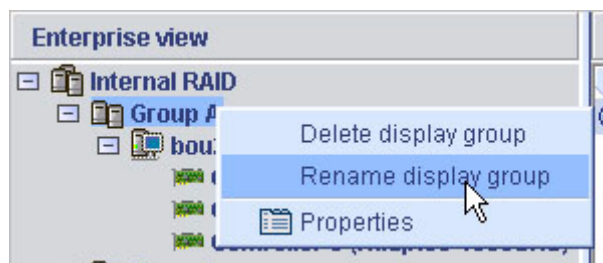 Enterprise view
Internal RAID
Group A
Delete display group
Rename display group
Properties